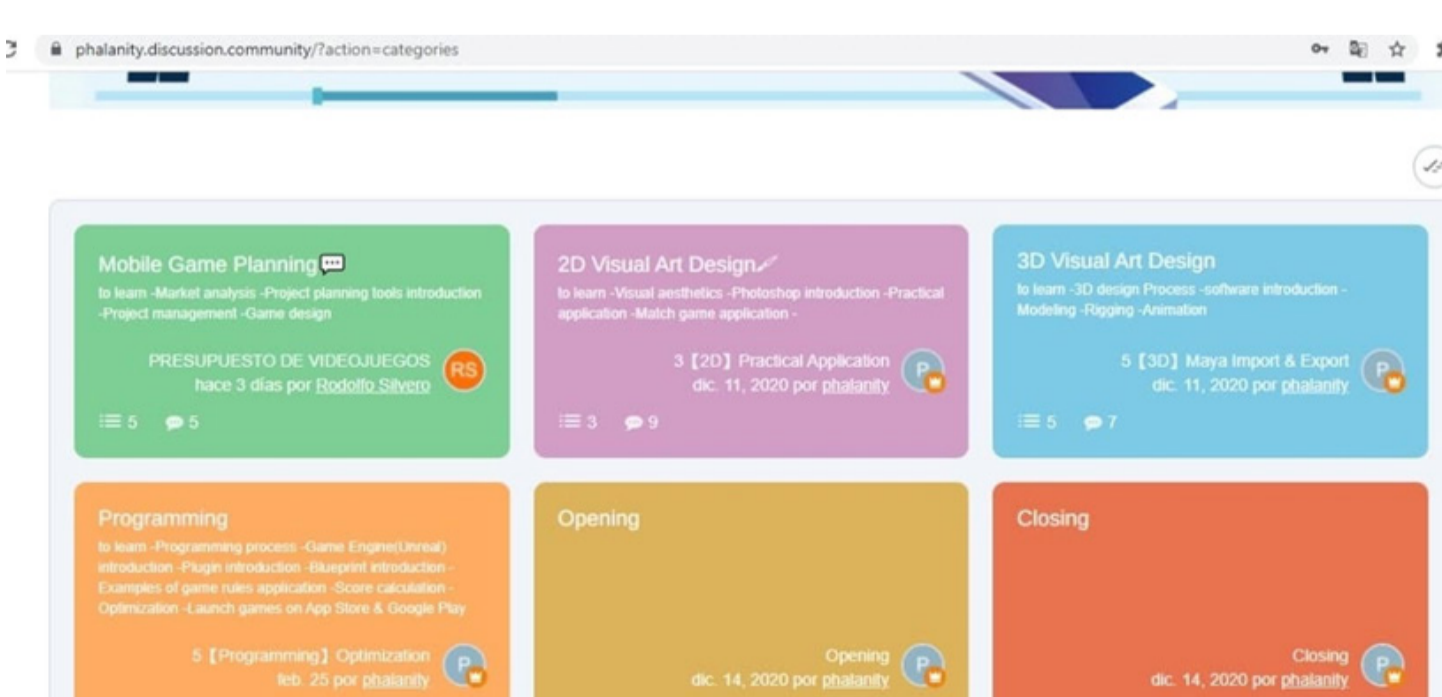 phalanity.discussion.community/?action=categories
Mobile Game Planning
to learn -Market analysis -Project planning tools introduction
-Project management -Game design
PRESUPUESTO DE VIDEOJUEGOS
hace 3 días por Rodolfo Silvero
RS
5 5
2D Visual Art Design
to learn -Visual aesthetics -Photoshop introduction -Practical
application -Match game application -
3【2D】Practical Application
dic. 11, 2020 por phalanity
P
3 9
3D Visual Art Design
to learn -3D design Process -software introduction -
Modeling -Rigging -Animation
5【3D】Maya Import & Export
dic. 11, 2020 por phalanity
P
5 7
Programming
to learn -Programming process -Game Engine(Unreal)
introduction -Plugin introduction -Blueprint introduction -
Examples of game rules application -Score calculation -
Optimization -Launch games on App Store & Google Play
5【Programming】Optimization
feb. 25 por phalanity
P
Opening
Opening
dic. 14, 2020 por phalanity
P
Closing
Closing
dic. 14, 2020 por phalanity
P